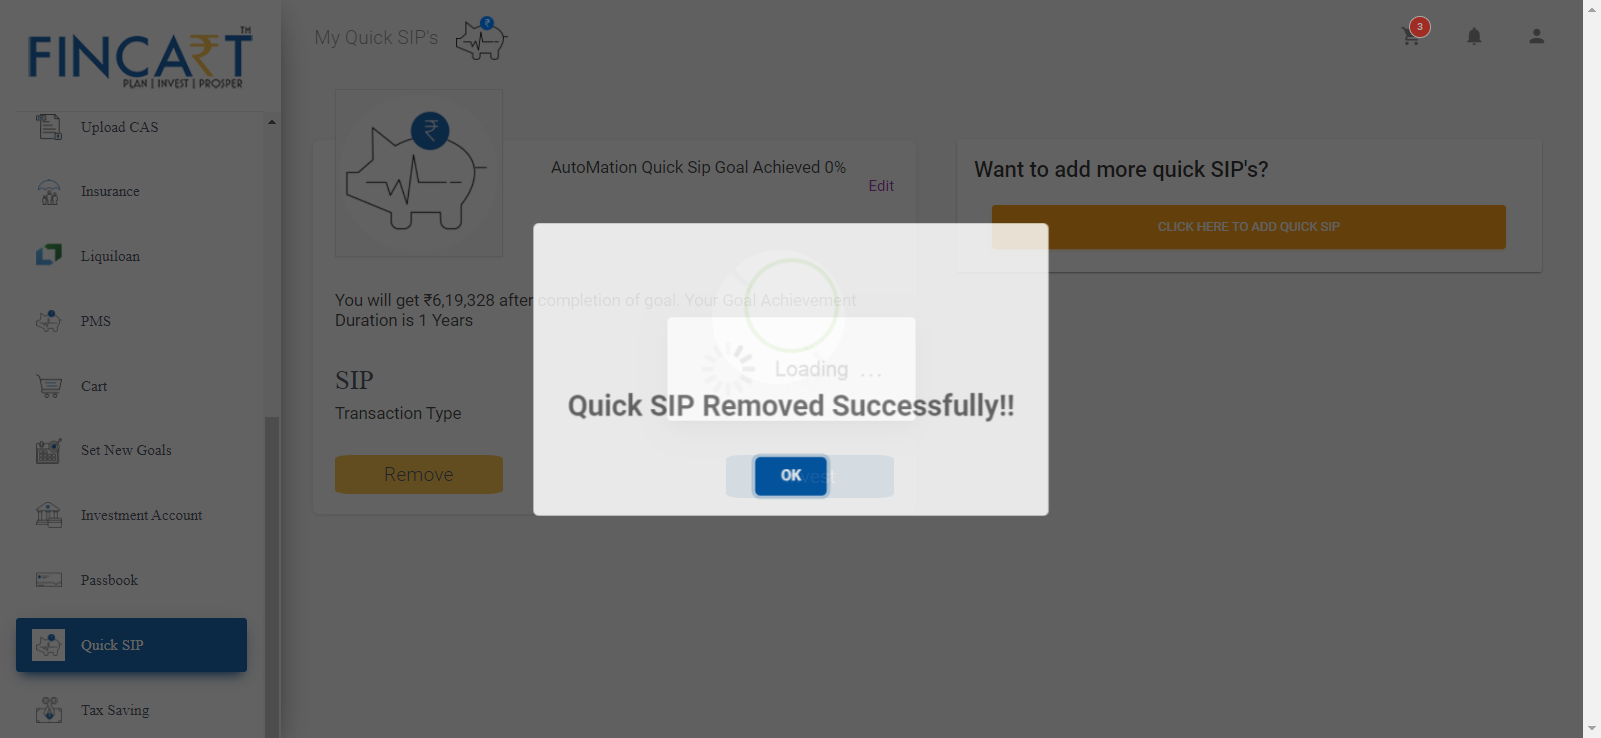 FINCART
TM
PLAN | INVEST | PROSPER
Upload CAS
Insurance
Liquiloan
PMS
Cart
Set New Goals
Investment Account
Passbook
Quick SIP
Tax Saving
My Quick SIP's
3
AutoMation Quick Sip Goal Achieved 0%
Edit
You will get ₹6,19,328 after completion of goal. Your Goal Achievement
Duration is 1 Years
SIP
Transaction Type
Remove
Loading ...
Quick SIP Removed Successfully!!
OK
Want to add more quick SIP's?
CLICK HERE TO ADD QUICK SIP